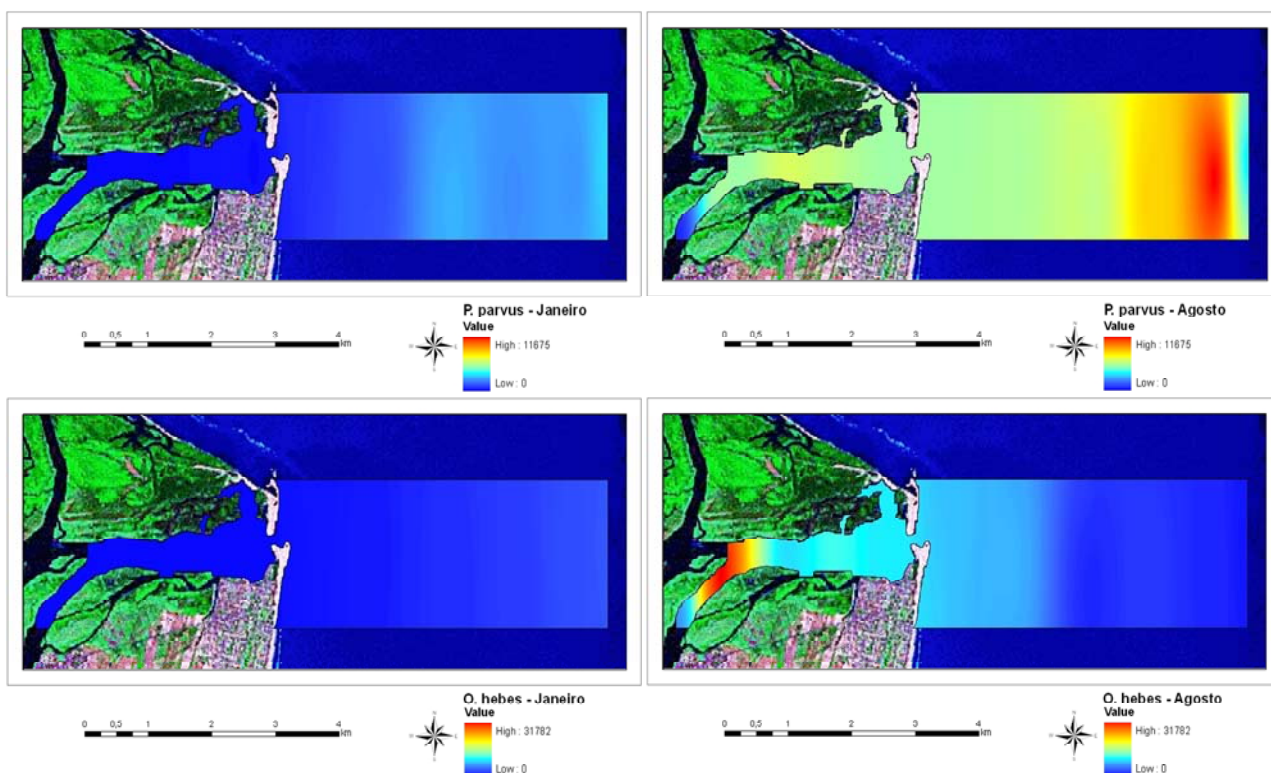 P. parvus - Janeiro
Value
High : 11675
Low : 0
0 0,5 1 2 3 4
km
P. parvus - Agosto
Value
High : 11675
Low : 0
0 0,5 1 2 3 4
km
O. hebes - Janeiro
Value
High : 31782
Low : 0
0 0,5 1 2 3 4
km
O. hebes - Agosto
Value
High : 31782
Low : 0
0 0,5 1 2 3 4
km